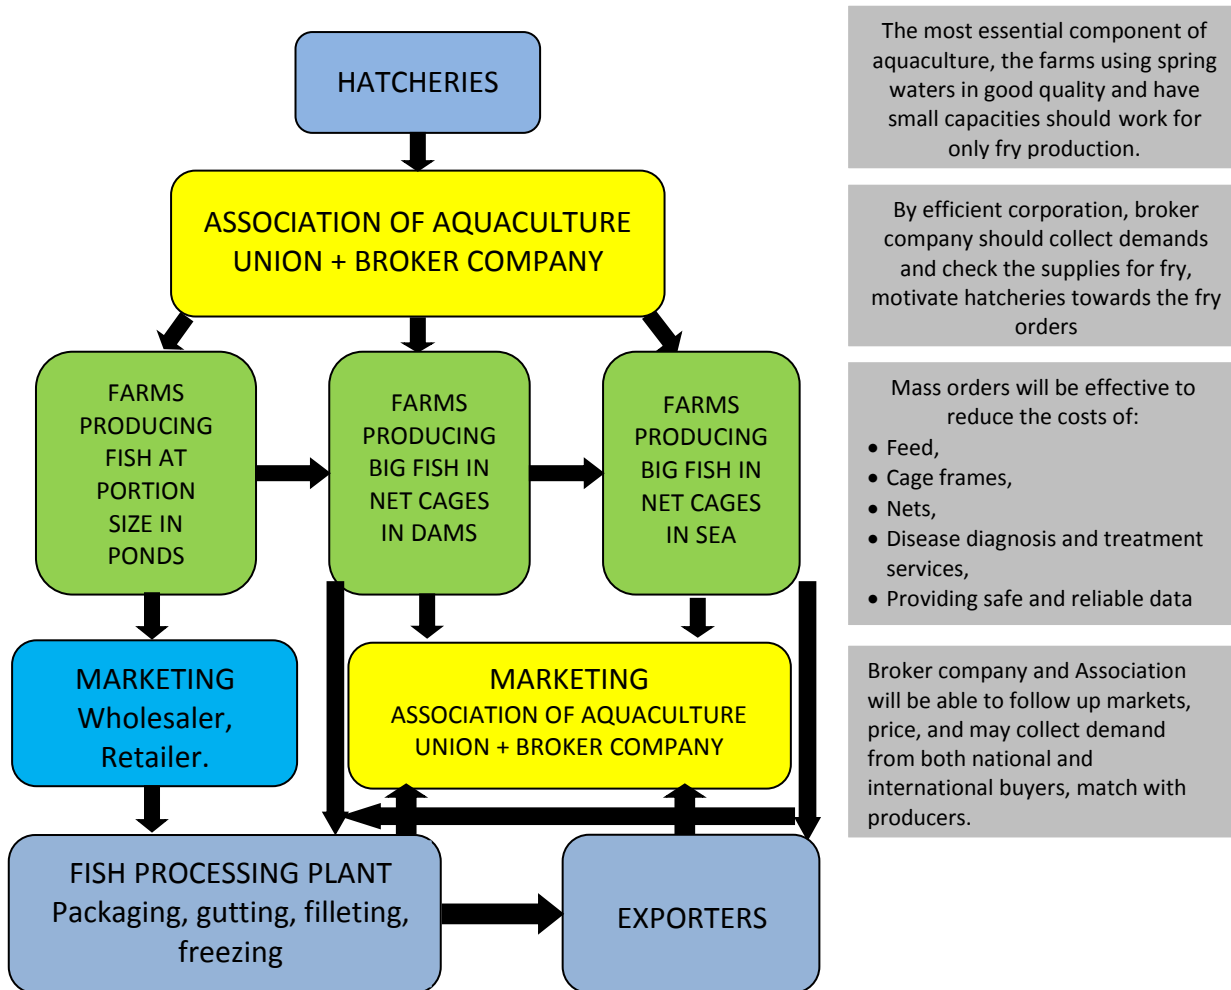 HATCHERIES
ASSOCIATION OF AQUACULTURE
UNION + BROKER COMPANY
FARMS
PRODUCING
FISH AT
PORTION
SIZE IN
PONDS
FARMS
PRODUCING
BIG FISH IN
NET CAGES
IN DAMS
FARMS
PRODUCING
BIG FISH IN
NET CAGES
IN SEA
MARKETING
Wholesaler,
Retailer.
MARKETING
ASSOCIATION OF AQUACULTURE
UNION + BROKER COMPANY
FISH PROCESSING PLANT
Packaging, gutting, filleting,
freezing
EXPORTERS
The most essential component of
aquaculture, the farms using spring
waters in good quality and have
small capacities should work for
only fry production.
By efficient corporation, broker
company should collect demands
and check the supplies for fry,
motivate hatcheries towards the fry
orders
Mass orders will be effective to
reduce the costs of:
• Feed,
• Cage frames,
• Nets,
• Disease diagnosis and treatment
services,
• Providing safe and reliable data
Broker company and Association
will be able to follow up markets,
price, and may collect demand
from both national and
international buyers, match with
producers.